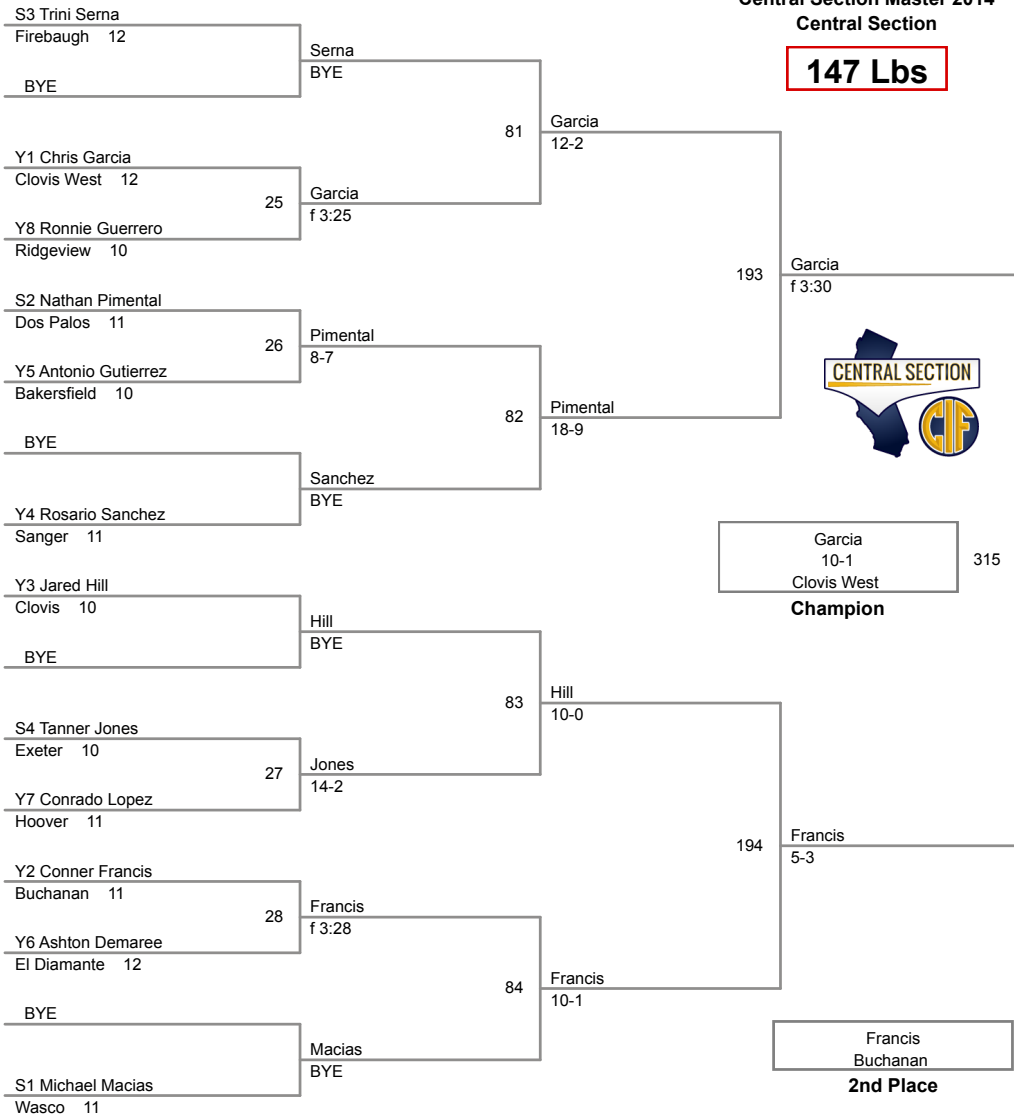 Central Section Master 2014
Central Section
147 Lbs
S3 Trini Serna
Firebaugh 12
BYE
Y1 Chris Garcia
Clovis West 12
25
Y8 Ronnie Guerrero
Ridgeview 10
S2 Nathan Pimental
Dos Palos 11
26
Y5 Antonio Gutierrez
Bakersfield 10
BYE
Y4 Rosario Sanchez
Sanger 11
Y3 Jared Hill
Clovis 10
BYE
S4 Tanner Jones
Exeter 10
27
Y7 Conrado Lopez
Hoover 11
Y2 Conner Francis
Buchanan 11
28
Y6 Ashton Demaree
El Diamante 12
BYE
S1 Michael Macias
Wasco 11
Serna
BYE
81
Garcia
f 3:25
Pimental
8-7
82
Sanchez
BYE
Hill
BYE
83
Jones
14-2
Francis
f 3:28
84
Macias
BYE
Garcia
12-2
193
Pimental
18-9
Hill
10-0
194
Francis
10-1
Garcia
f 3:30
CENTRAL SECTION
CIF
Garcia
10-1
Clovis West
315
Champion
Francis
5-3
Francis
Buchanan
2nd Place